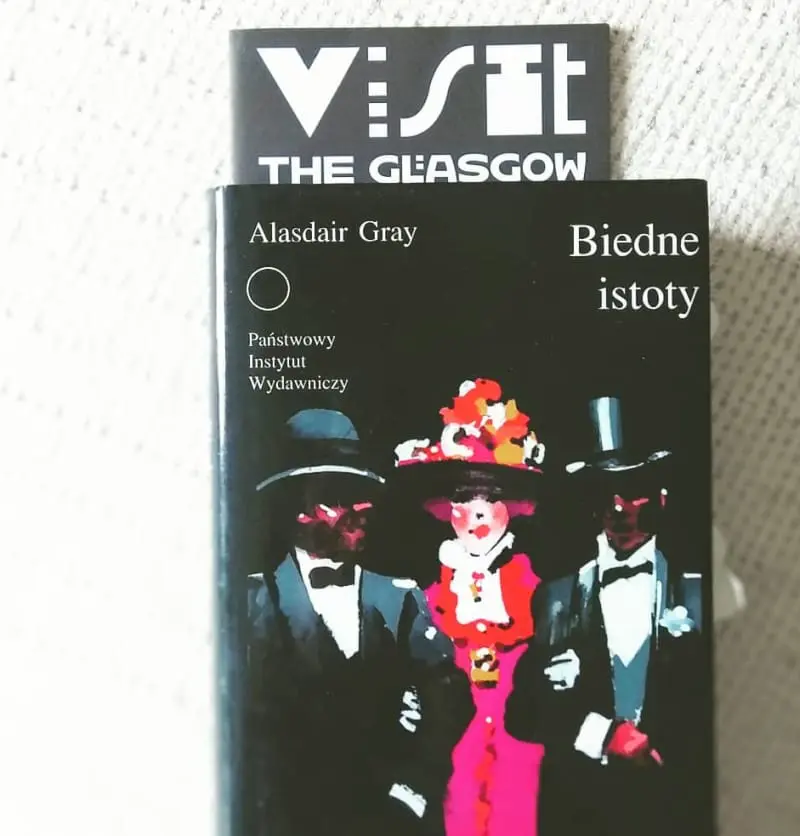 Visit
THE GLASGOW
Alasdair Gray
Biedne
istoty
Państwowy
Instytut
Wydawniczy